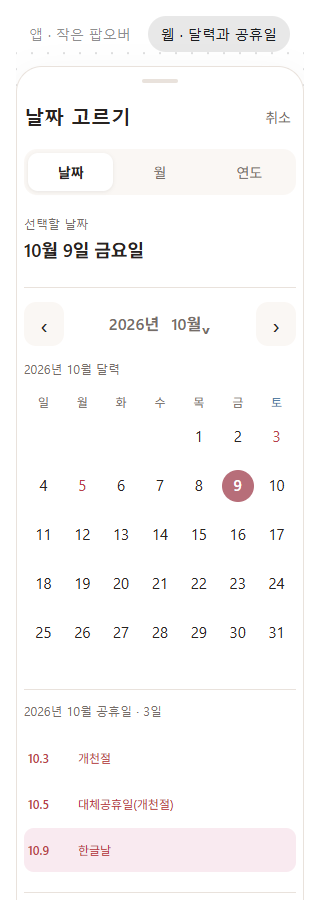 앱 · 작은 팝오버 웹 · 달력과 공휴일
날짜 고르기 취소
날짜 월 연도
선택할 날짜
10월 9일 금요일
‹ 2026년 10월 ›
2026년 10월 달력
일 월 화 수 목 금 토
1 2 3
4 5 6 7 8 9 10
11 12 13 14 15 16 17
18 19 20 21 22 23 24
25 26 27 28 29 30 31
2026년 10월 공휴일 · 3일
10.3 개천절
10.5 대체공휴일(개천절)
10.9 한글날